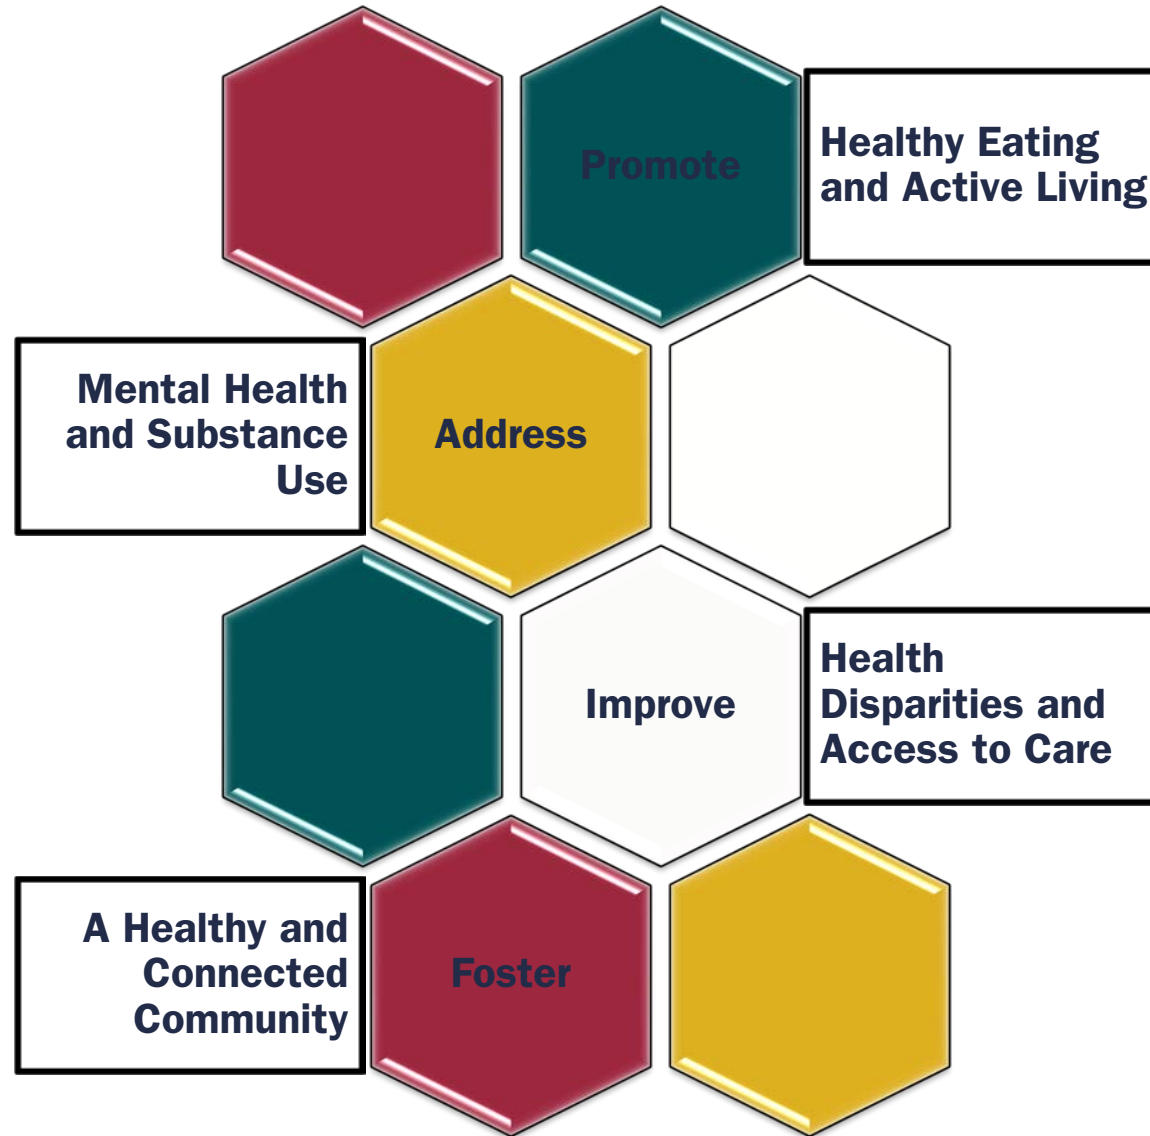 Promote
Healthy Eating
and Active Living
Mental Health
and Substance
Use
Address
Improve
Health
Disparities and
Access to Care
A Healthy and
Connected
Community
Foster